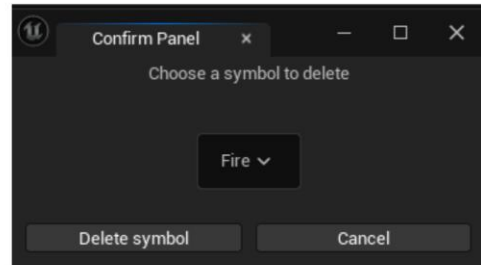 Confirm Panel
Choose a symbol to delete
Fire
Delete symbol Cancel